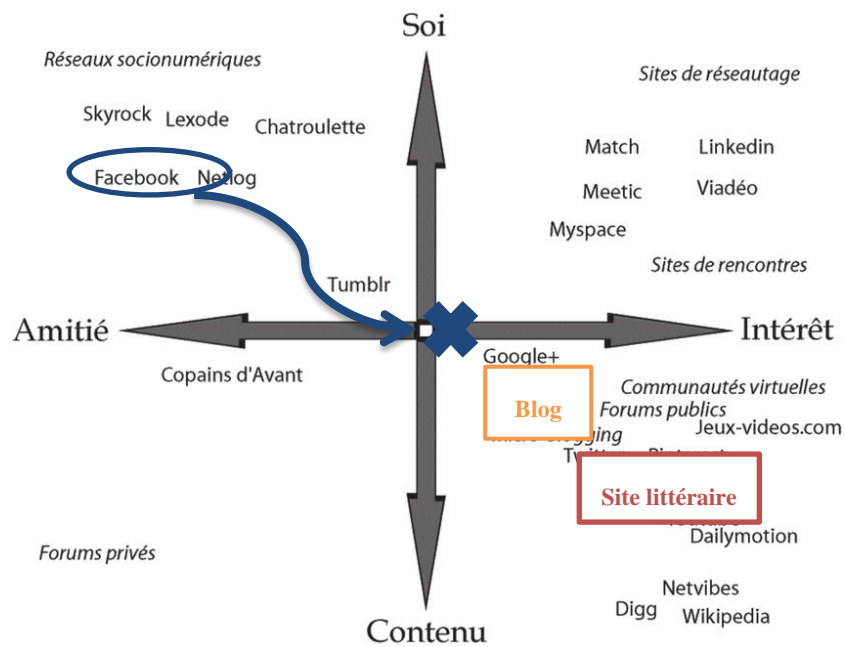 Soi
Réseaux socionumériques
Sites de réseautage
Skyrock
Lexode
Chatroulette
Match
Linkedin
Facebook
Netlog
Meetic
Viadéo
Myspace
Sites de rencontres
Tumblr
Amitié
Intérêt
Copains d'Avant
Google+
Communautés virtuelles
Blog
Forums publics
Jeux-videos.com
Site littéraire
Dailymotion
Forums privés
Netvibes
Digg
Wikipedia
Contenu